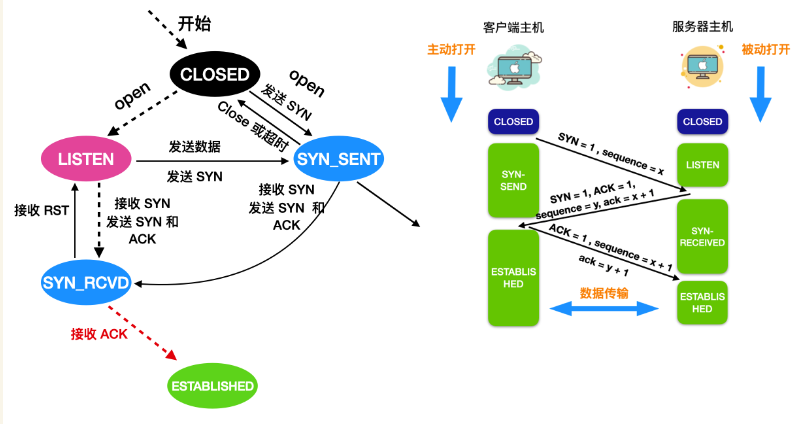 开始
CLOSED
open
open
发送 SYN
Close 或超时
LISTEN
发送数据
发送 SYN
SYN_SENT
接收 RST
接收 SYN
发送 SYN 和
ACK
接收 SYN
发送 SYN 和
ACK
SYN_RCVD
接收 ACK
ESTABLISHED
客户端主机
服务器主机
主动打开
被动打开
CLOSED
CLOSED
SYN = 1 , sequence = x
SYN-
SEND
LISTEN
SYN = 1, ACK = 1,
sequence = y, ack = x + 1
SYN-
RECEIVED
ACK = 1 , sequence = x + 1
ack = y + 1
ESTABLIS
HED
数据传输
ESTABLIS
HED